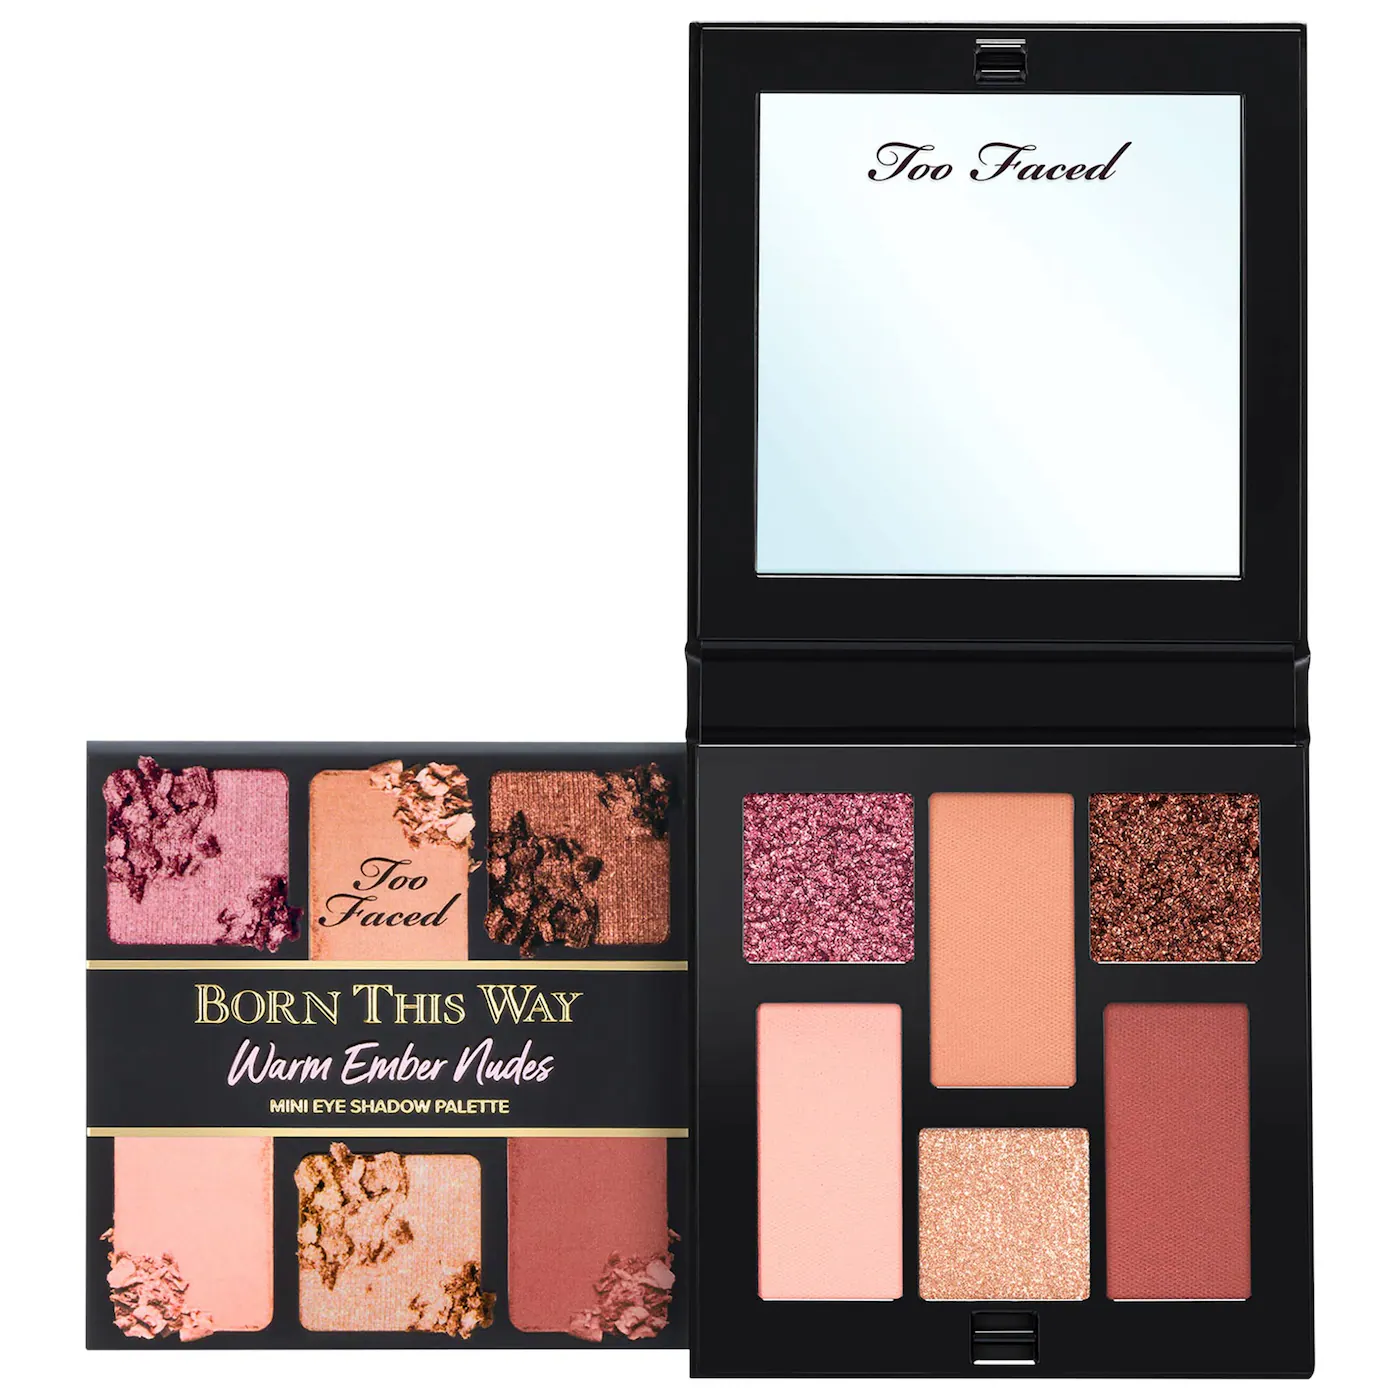 Too Faced
Too
Faced
BORN THIS WAY
Warm Ember Nudes
MINI EYE SHADOW PALETTE